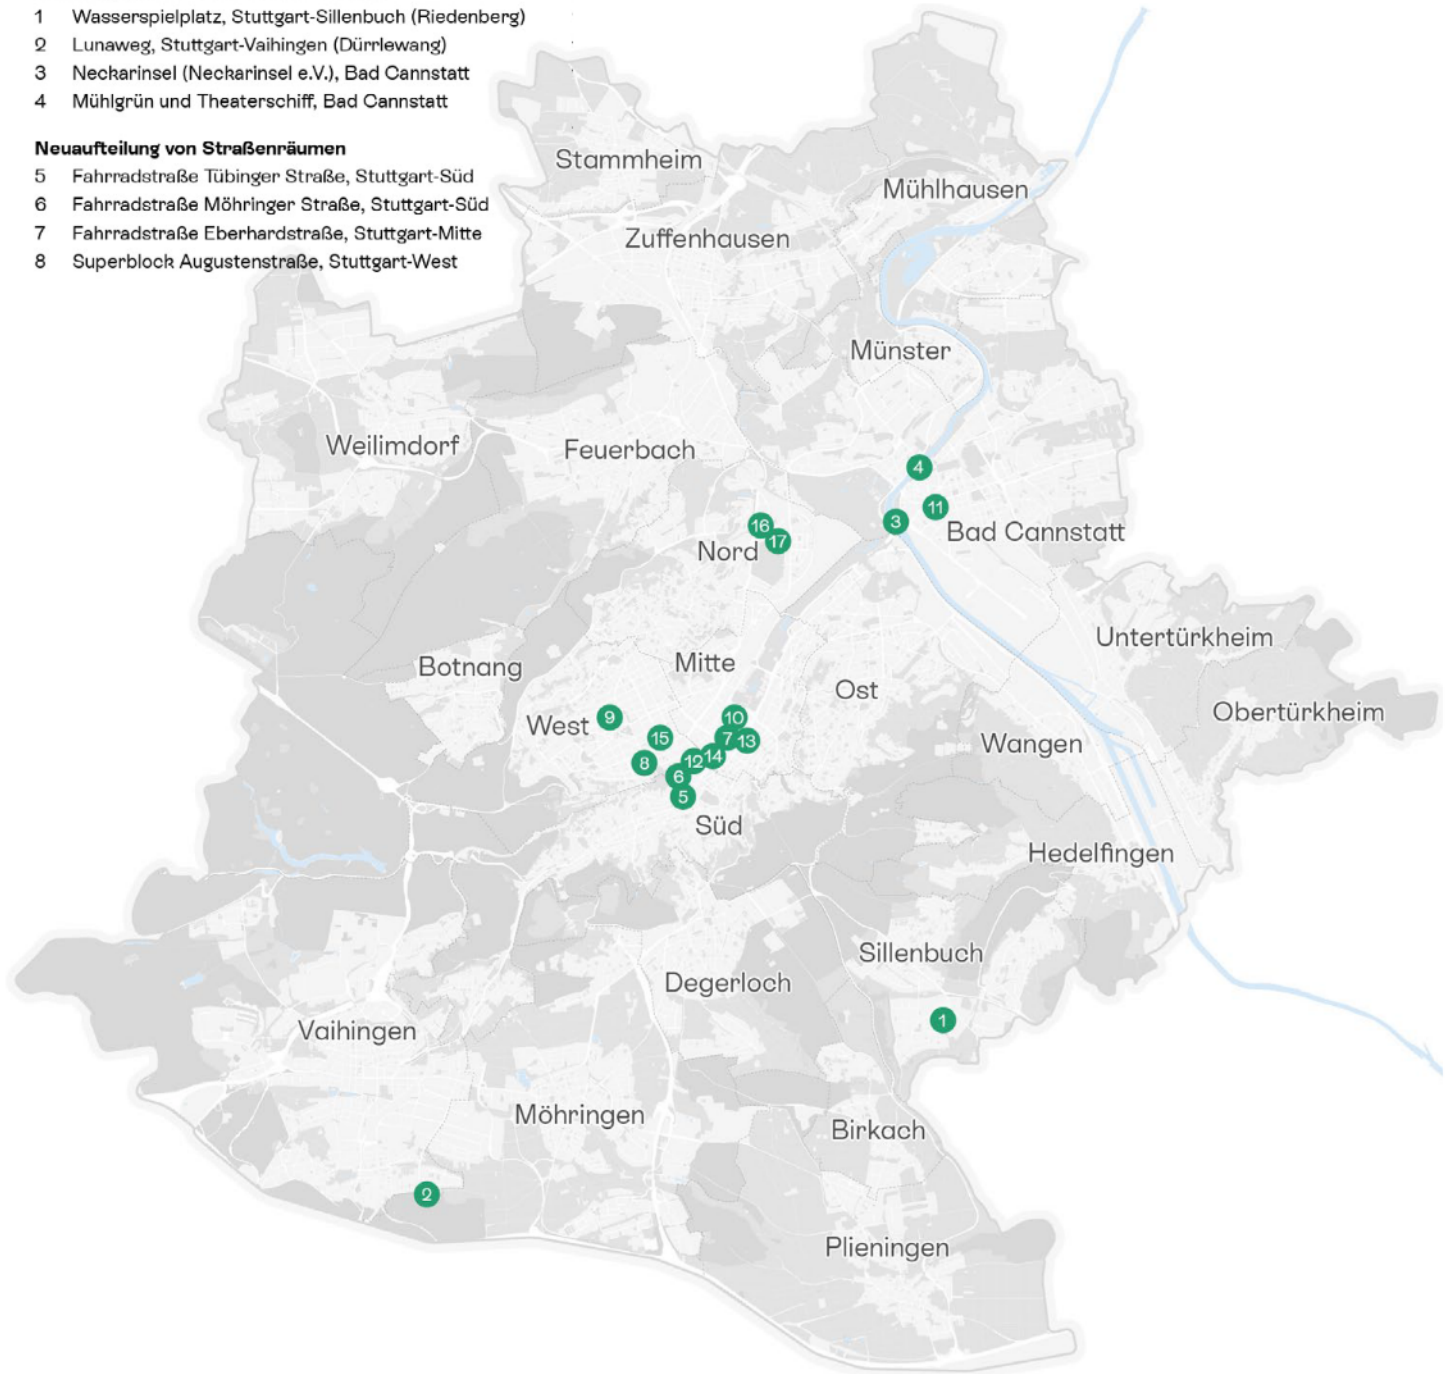 1 Wasserspielplatz, Stuttgart-Sillenbuch (Riedenberg)
2 Lunaweg, Stuttgart-Vaihingen (Dürrlewang)
3 Neckarinsel (Neckarinsel e.V.), Bad Cannstatt
4 Mühlgrün und Theaterschiff, Bad Cannstatt
Neuaufteilung von Straßenräumen
5 Fahrradstraße Tübinger Straße, Stuttgart-Süd
6 Fahrradstraße Möhringer Straße, Stuttgart-Süd
7 Fahrradstraße Eberhardstraße, Stuttgart-Mitte
8 Superblock Augustenstraße, Stuttgart-West
Stammheim
Mühlhausen
Zuffenhausen
Münster
Weilimdorf
Feuerbach
4
11
3
Bad Cannstatt
16
17
Nord
Untertürkheim
Botnang
Mitte
Ost
Obertürkheim
West
9
10
15
7
13
Wangen
8
12
14
6
5
Süd
Hedelfingen
Sillenbuch
Degerloch
1
Vaihingen
Möhringen
Birkach
2
Plieningen